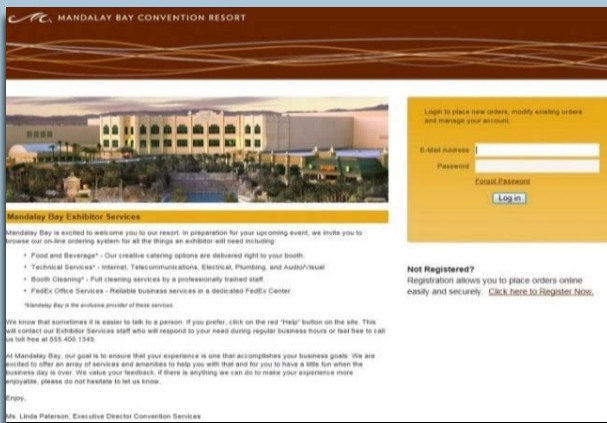 MANDALAY BAY CONVENTION RESORT
Login to place new orders, modify existing orders
and manage your account.
E-Mail Address
Password
Forgot Password
Log in
Mandalay Bay Exhibitor Services
Mandalay Bay is excited to welcome you to our resort. In preparation for your upcoming event, we invite you to
browse our on-line ordering system for all the things an exhibitor will need including:
• Food and Beverage* - Our creative catering options are delivered right to your booth.
• Technical Services* - Internet, Telecommunications, Electrical, Plumbing, and Audio/Visual
• Booth Cleaning* - Full cleaning services by a professionally trained staff.
• FedEx Office Services - Reliable business services in a dedicated FedEx Center.
*Mandalay Bay is the exclusive provider of these services.
Not Registered?
Registration allows you to place orders online
easily and securely. Click here to Register Now.
We know that sometimes it is easier to talk to a person. If you prefer, click on the red "Help" button on the site. This
will contact our Exhibitor Services staff who will respond to your need during regular business hours or feel free to call
us toll free at 855.408.1349.
At Mandalay Bay, our goal is to ensure that your experience is one that accomplishes your business goals. We are
excited to offer an array of services and amenities to help you with that and for you to have a little fun when the
business day is over. We value your feedback, if there is anything we can do to make your experience more
enjoyable, please do not hesitate to let us know.
Enjoy,
Ms. Linda Paterson, Executive Director Convention Services